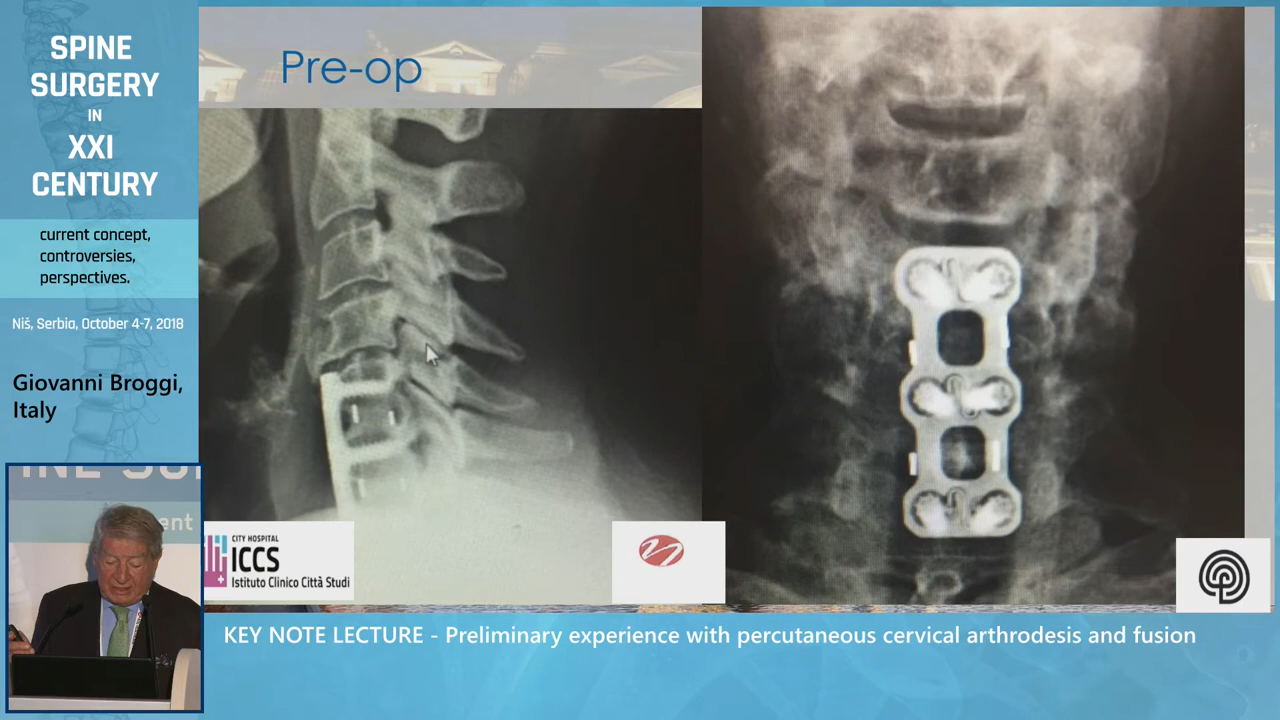 SPINE
SURGERY
IN
XXI
CENTURY
current concept,
controversies,
perspectives.
Niš, Serbia, October 4-7, 2018
Giovanni Broggi,
Italy
Pre-op
CITY HOSPITAL
ICCS
Istituto Clinico Città Studi
KEY NOTE LECTURE - Preliminary experience with percutaneous cervical arthrodesis and fusion